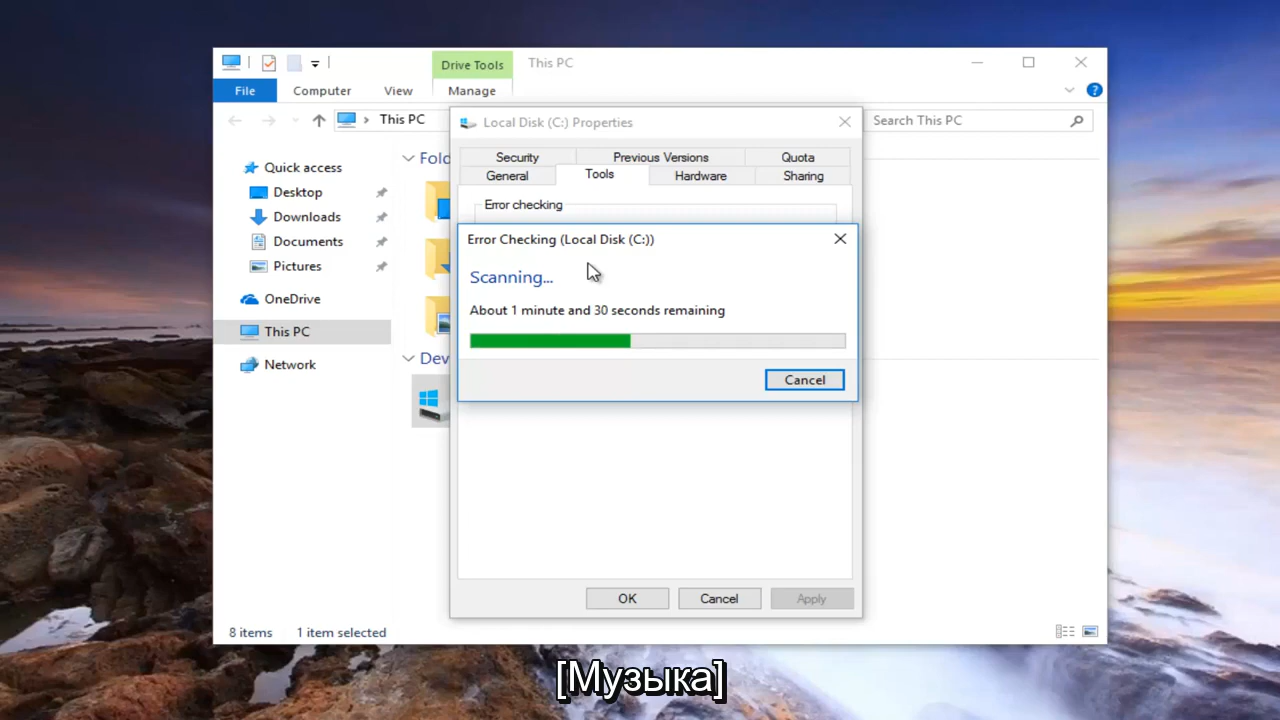 Drive Tools
This PC
File
Computer
View
Manage
This PC
Search This PC
Local Disk (C:) Properties
Security
Previous Versions
Quota
General
Tools
Hardware
Sharing
Error checking
Quick access
Desktop
Downloads
Documents
Pictures
OneDrive
This PC
Network
Fold
Dev
Error Checking (Local Disk (C:))
Scanning...
About 1 minute and 30 seconds remaining
Cancel
OK
Cancel
Apply
8 items
1 item selected
[Музыка]